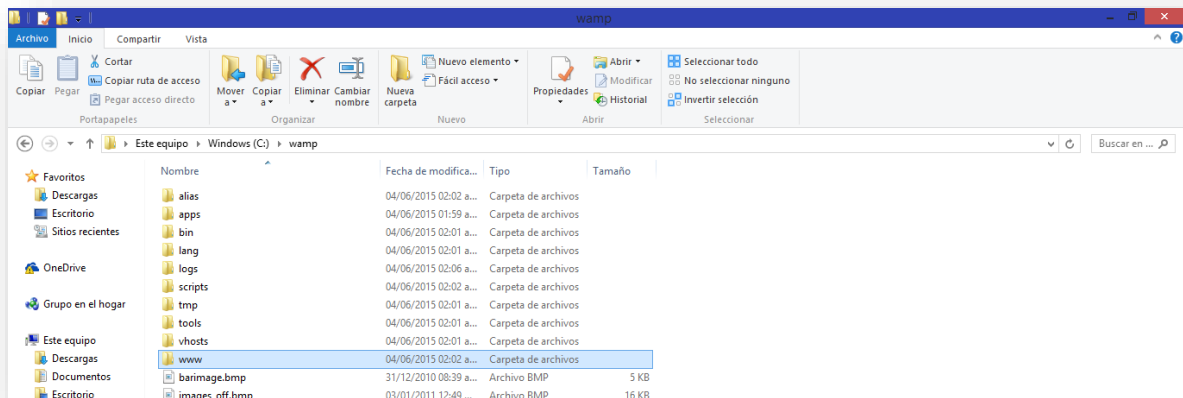 wamp
Archivo Inicio Compartir Vista
Copiar
Pegar
Cortar
Copiar ruta de acceso
Pegar acceso directo
Portapapeles
Mover a
Copiar a
Eliminar
Cambiar nombre
Organizar
Nueva carpeta
Nuevo elemento
Fácil acceso
Nuevo
Propiedades
Abrir
Modificar
Historial
Abrir
Seleccionar todo
No seleccionar ninguno
Invertir selección
Seleccionar
Este equipo Windows (C:) wamp
Buscar en ...
Favoritos
Descargas
Escritorio
Sitios recientes
OneDrive
Grupo en el hogar
Este equipo
Descargas
Documentos
Escritorio
Nombre Fecha de modifica... Tipo Tamaño
alias 04/06/2015 02:02 a... Carpeta de archivos
apps 04/06/2015 01:59 a... Carpeta de archivos
bin 04/06/2015 02:01 a... Carpeta de archivos
lang 04/06/2015 02:01 a... Carpeta de archivos
logs 04/06/2015 02:06 a... Carpeta de archivos
scripts 04/06/2015 02:02 a... Carpeta de archivos
tmp 04/06/2015 02:01 a... Carpeta de archivos
tools 04/06/2015 02:01 a... Carpeta de archivos
vhosts 04/06/2015 02:01 a... Carpeta de archivos
www 04/06/2015 02:02 a... Carpeta de archivos
barimage.bmp 31/12/2010 08:39 a... Archivo BMP 5 KB
images_off.bmp 03/01/2011 12:49 ... Archivo BMP 16 KB